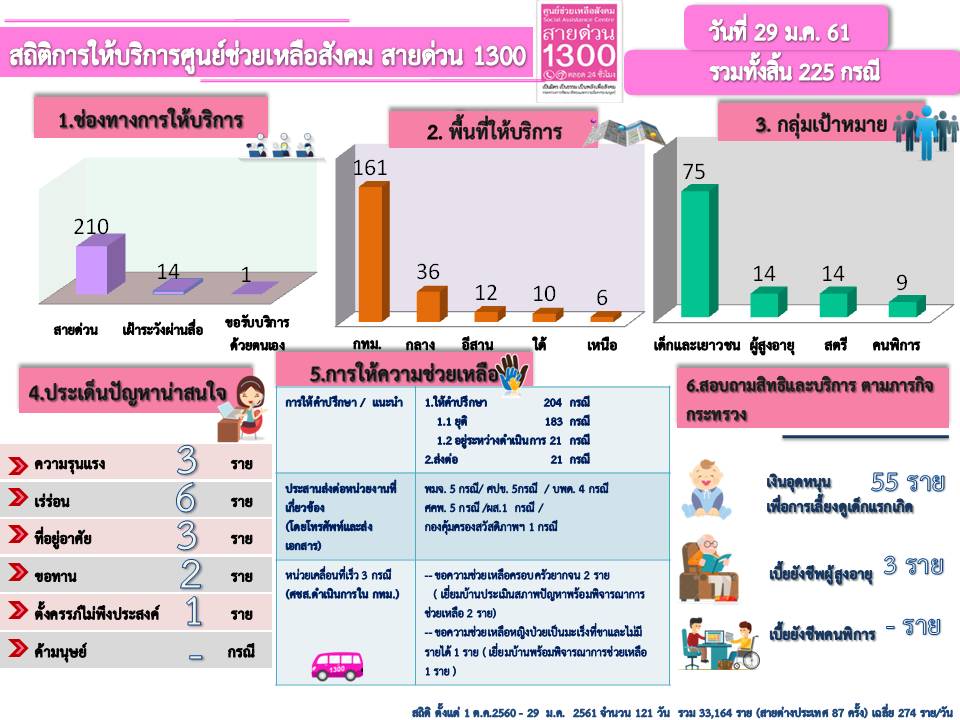 สถิติการให้บริการศูนย์ช่วยเหลือสังคม สายด่วน 1300
ศูนย์ช่วยเหลือสังคม
Social Assistance Centre
สายด่วน
1300
ตลอด 24 ชั่วโมง
วันที่ 29 ม.ค. 61
รวมทั้งสิ้น 225 กรณี
1.ช่องทางการให้บริการ
210
14
1
สายด่วน
เฝ้าระวังผ่านสื่อ
ขอรับบริการ
ด้วยตนเอง
2. พื้นที่ให้บริการ
161
36
12
10
6
กทม.
กลาง
อีสาน
ใต้
เหนือ
3. กลุ่มเป้าหมาย
75
14
14
9
เด็กและเยาวชน
ผู้สูงอายุ
สตรี
คนพิการ
4.ประเด็นปัญหาน่าสนใจ
ความรุนแรง 3 ราย
เร่ร่อน 6 ราย
ที่อยู่อาศัย 3 ราย
ขอทาน 2 ราย
ตั้งครรภ์ไม่พึงประสงค์ 1 ราย
ค้ามนุษย์ - กรณี
5.การให้ความช่วยเหลือ
การให้คำปรึกษา / แนะนำ
1.ให้คำปรึกษา 204 กรณี
1.1 ยุติ 183 กรณี
1.2 อยู่ระหว่างดำเนินการ 21 กรณี
2.ส่งต่อ 21 กรณี
ประสานส่งต่อหน่วยงานที่
เกี่ยวข้อง
(โดยโทรศัพท์และส่ง
เอกสาร)
พมจ. 5 กรณี/ ศปข. 5กรณี / บพด. 4 กรณี
ศคพ. 5 กรณี /ผส.1 กรณี /
กองคุ้มครองสวัสดิภาพฯ 1 กรณี
หน่วยเคลื่อนที่เร็ว 3 กรณี
(ศชส.ดำเนินการใน กทม.)
1300
-- ขอความช่วยเหลือครอบครัวยากจน 2 ราย
( เยี่ยมบ้านประเมินสภาพปัญหาพร้อมพิจารณาการ
ช่วยเหลือ 2 ราย)
-- ขอความช่วยเหลือหญิงป่วยเป็นมะเร็งที่ขาและไม่มี
รายได้ 1 ราย ( เยี่ยมบ้านพร้อมพิจารณาการช่วยเหลือ
1 ราย )
6.สอบถามสิทธิและบริการ ตามภารกิจ
กระทรวง
เงินอุดหนุน 55 ราย
เพื่อการเลี้ยงดูเด็กแรกเกิด
เบี้ยยังชีพผู้สูงอายุ 3 ราย
เบี้ยยังชีพคนพิการ - ราย
สถิติ ตั้งแต่ 1 ต.ค.2560 - 29 ม.ค. 2561 จำนวน 121 วัน รวม 33,164 ราย (สายต่างประเทศ 87 ครั้ง) เฉลี่ย 274 ราย/วัน